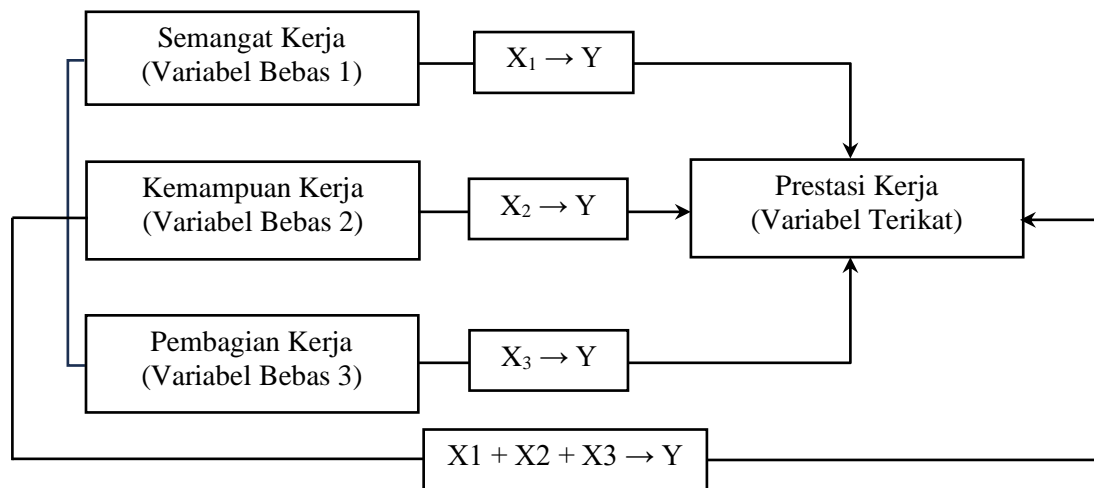 Semangat Kerja
(Variabel Bebas 1)
X₁ → Y
Kemampuan Kerja
(Variabel Bebas 2)
X₂ → Y
Prestasi Kerja
(Variabel Terikat)
Pembagian Kerja
(Variabel Bebas 3)
X₃ → Y
X1 + X2 + X3 → Y